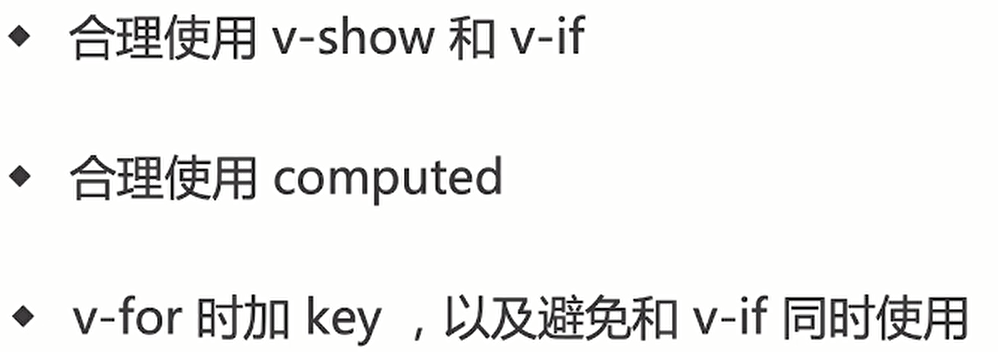 ◆ 合理使用 v-show 和 v-if
◆ 合理使用 computed
◆ v-for 时加 key ，以及避免和 v-if 同时使用